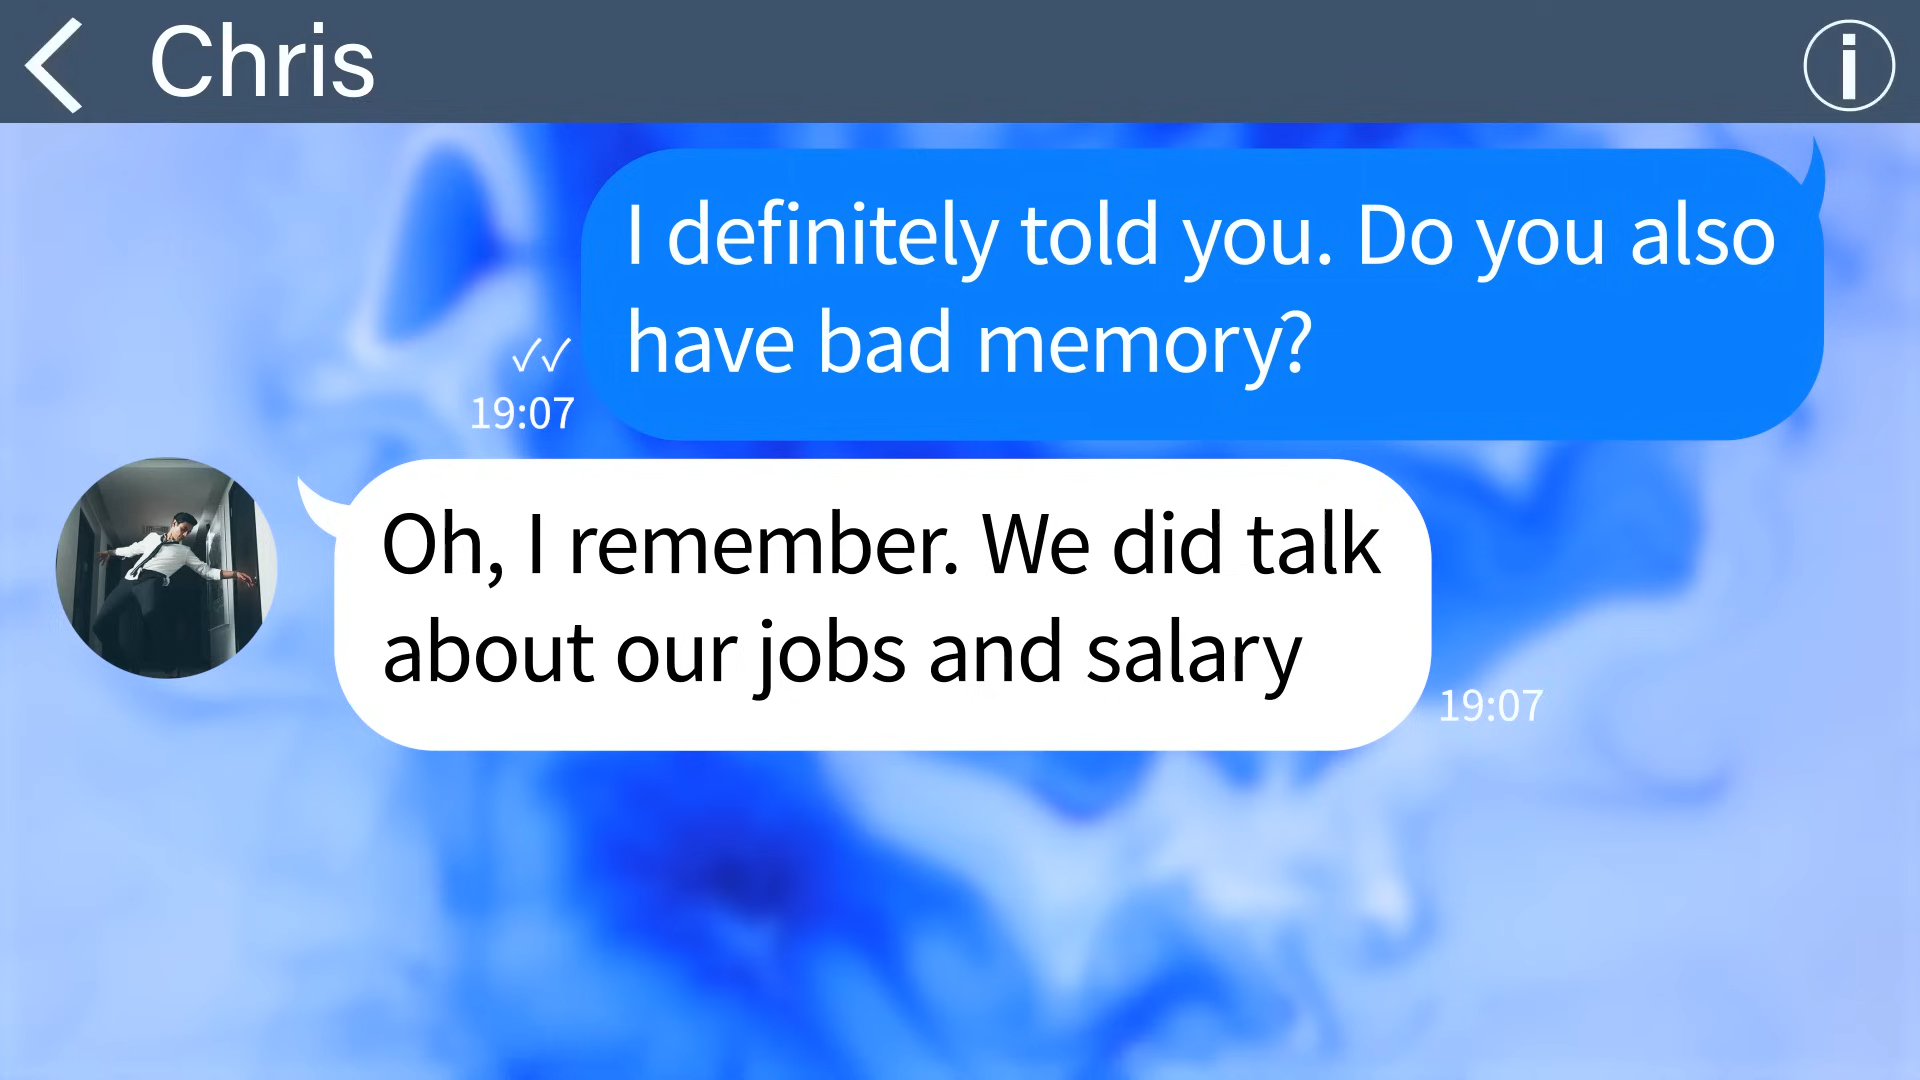 Chris
I definitely told you. Do you also
have bad memory?
19:07
Oh, I remember. We did talk
about our jobs and salary
19:07